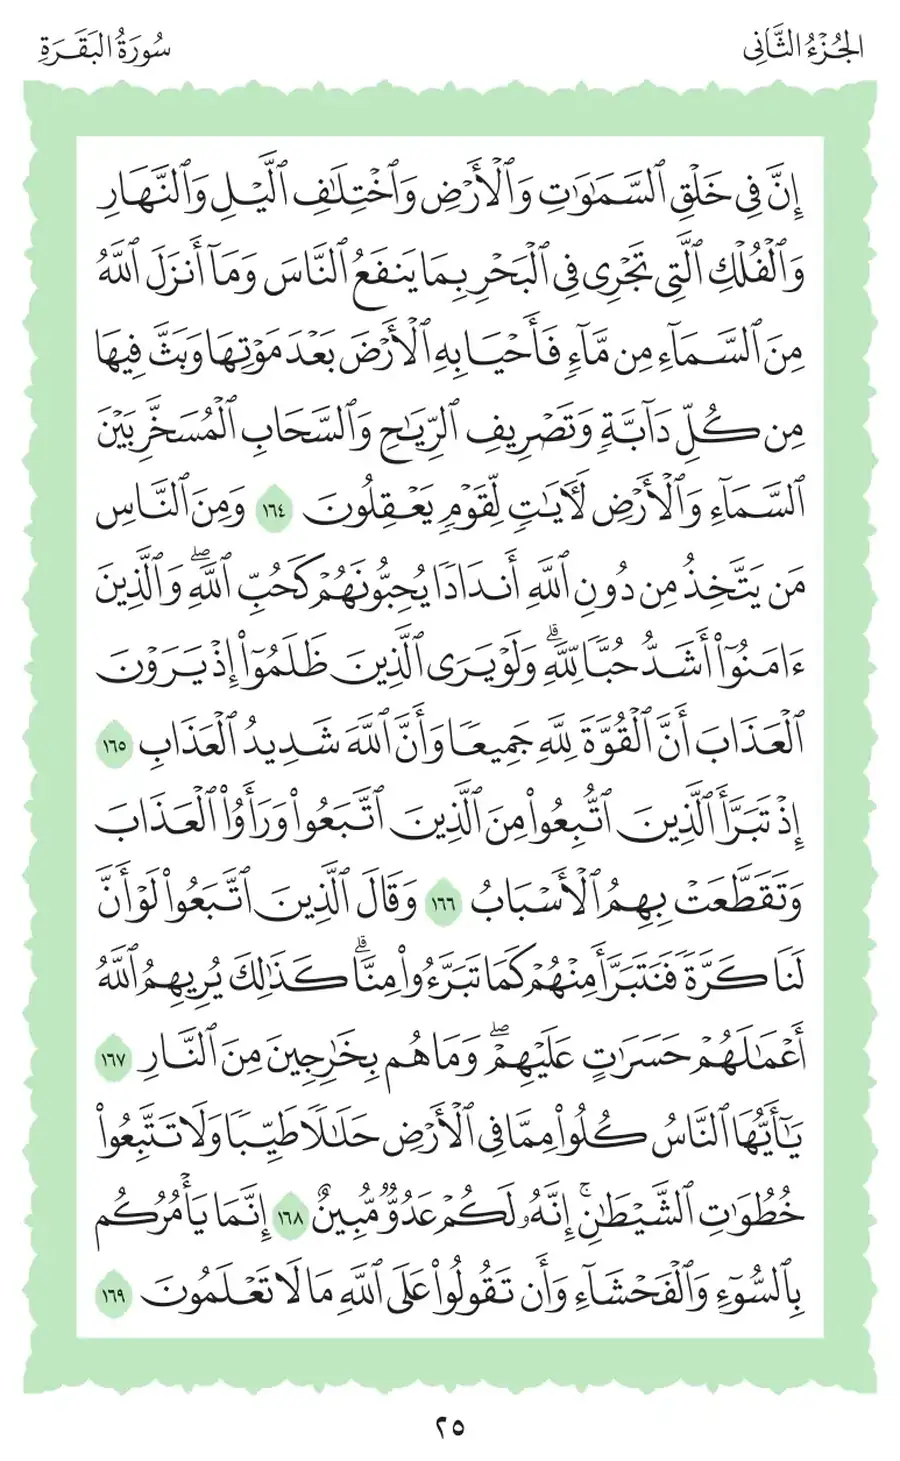 الجُزْءُ الثَّانِي
سُورَةُ البَقَرَةِ
إِنَّ فِي خَلْقِ ٱلسَّمَٰوَٰتِ وَٱلْأَرْضِ وَٱخْتِلَٰفِ ٱلَّيْلِ وَٱلنَّهَارِ
وَٱلْفُلْكِ ٱلَّتِي تَجْرِي فِي ٱلْبَحْرِ بِمَا يَنفَعُ ٱلنَّاسَ وَمَآ أَنزَلَ ٱللَّهُ
مِنَ ٱلسَّمَآءِ مِن مَّآءٍ فَأَحْيَا بِهِ ٱلْأَرْضَ بَعْدَ مَوْتِهَا وَبَثَّ فِيهَا
مِن كُلِّ دَآبَّةٍ وَتَصْرِيفِ ٱلرِّيَٰحِ وَٱلسَّحَابِ ٱلْمُسَخَّرِ بَيْنَ
ٱلسَّمَآءِ وَٱلْأَرْضِ لَأٓيَٰتٍ لِّقَوْمٍ يَعْقِلُونَ ١٦٤ وَمِنَ ٱلنَّاسِ
مَن يَتَّخِذُ مِن دُونِ ٱللَّهِ أَندَادًا يُحِبُّونَهُمْ كَحُبِّ ٱللَّهِۖ وَٱلَّذِينَ
ءَامَنُوٓا۟ أَشَدُّ حُبًّا لِّلَّهِۗ وَلَوْ يَرَى ٱلَّذِينَ ظَلَمُوٓا۟ إِذْ يَرَوْنَ
ٱلْعَذَابَ أَنَّ ٱلْقُوَّةَ لِلَّهِ جَمِيعًا وَأَنَّ ٱللَّهَ شَدِيدُ ٱلْعَذَابِ ١٦٥
إِذْ تَبَرَّأَ ٱلَّذِينَ ٱتُّبِعُوا۟ مِنَ ٱلَّذِينَ ٱتَّبَعُوا۟ وَرَأَوُا۟ ٱلْعَذَابَ
وَتَقَطَّعَتْ بِهِمُ ٱلْأَسْبَابُ ١٦٦ وَقَالَ ٱلَّذِينَ ٱتَّبَعُوا۟ لَوْ أَنَّ
لَنَا كَرَّةً فَنَتَبَرَّأَ مِنْهُمْ كَمَا تَبَرَّءُوا۟ مِنَّاۗ كَذَٰلِكَ يُرِيهِمُ ٱللَّهُ
أَعْمَٰلَهُمْ حَسَرَٰتٍ عَلَيْهِمْۖ وَمَا هُم بِخَٰرِجِينَ مِنَ ٱلنَّارِ ١٦٧
يَٰٓأَيُّهَا ٱلنَّاسُ كُلُوا۟ مِمَّا فِي ٱلْأَرْضِ حَلَٰلًا طَيِّبًا وَلَا تَتَّبِعُوا۟
خُطُوَٰتِ ٱلشَّيْطَٰنِۚ إِنَّهُۥ لَكُمْ عَدُوٌّ مُّبِينٌ ١٦٨ إِنَّمَا يَأْمُرُكُم
بِٱلسُّوٓءِ وَٱلْفَحْشَآءِ وَأَن تَقُولُوا۟ عَلَى ٱللَّهِ مَا لَا تَعْلَمُونَ ١٦٩
٢٥